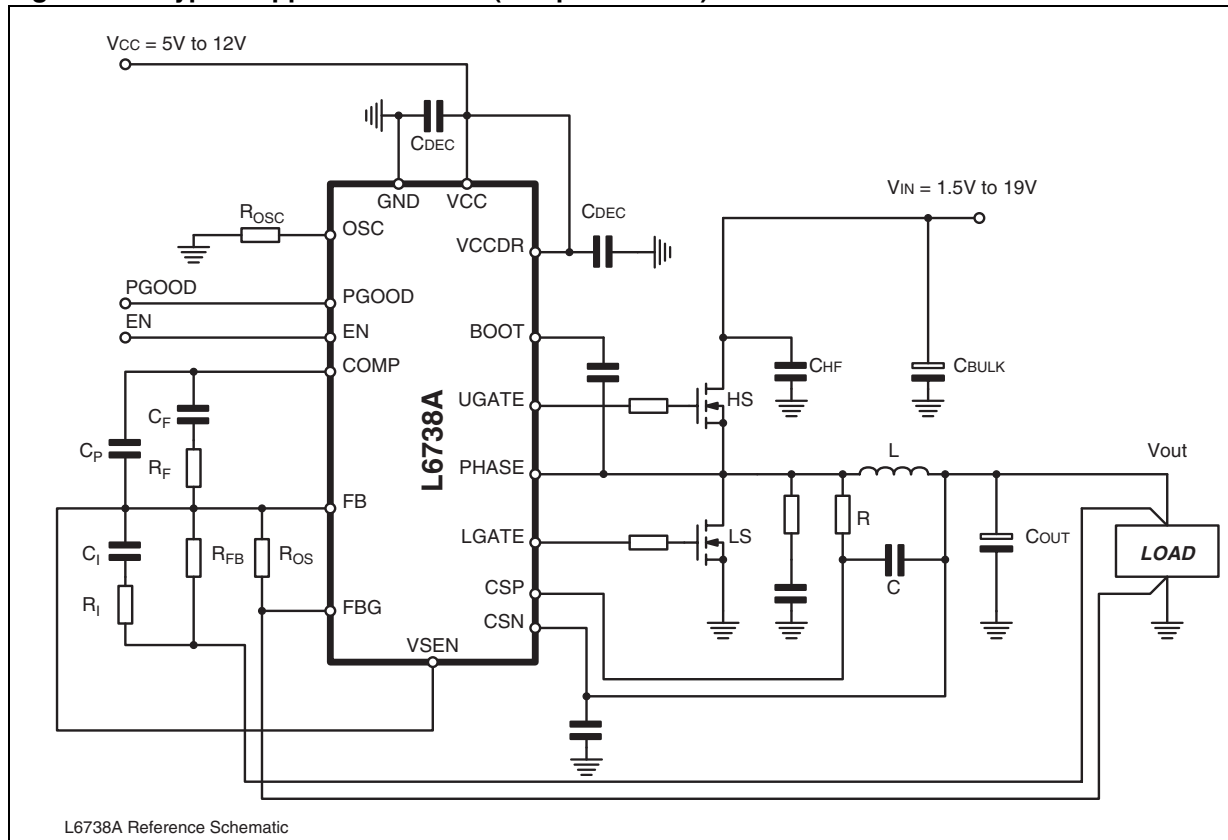 VCC = 5V to 12V
CDEC
GND
VCC
VIN = 1.5V to 19V
ROSC
OSC
CDEC
VCCDR
PGOOD
PGOOD
EN
EN
BOOT
COMP
CHF
CBULK
UGATE
HS
CF
CP
L6738A
RF
PHASE
L
Vout
FB
R
LGATE
LS
COUT
CI
RFB
ROS
LOAD
C
CSP
RI
FBG
CSN
VSEN
L6738A Reference Schematic